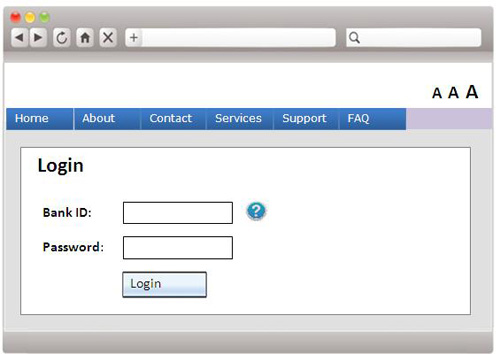 A A A
Home About Contact Services Support FAQ
Login
Bank ID: ?
Password:
Login